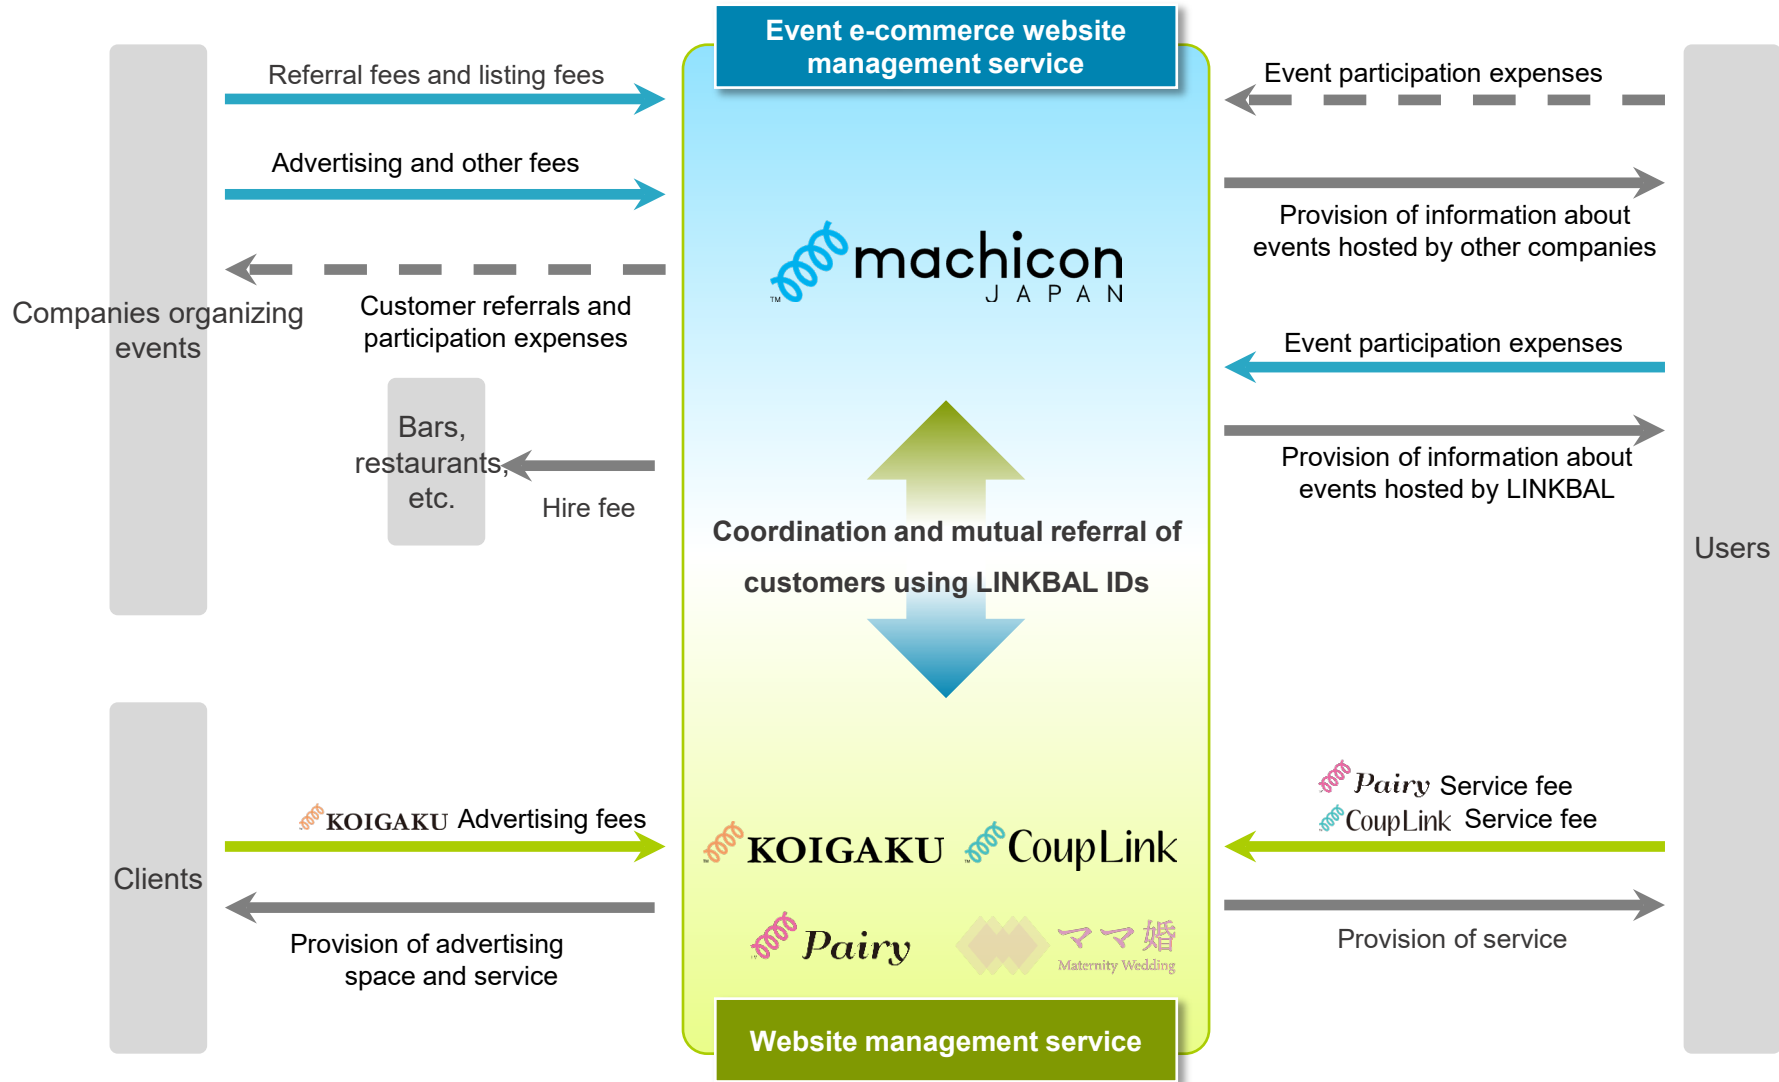 Event e-commerce website
management service
Referral fees and listing fees
Advertising and other fees
Customer referrals and
participation expenses
Companies organizing
events
Bars,
restaurants,
etc.
Hire fee
TM
machicon
JAPAN
Coordination and mutual referral of
customers using LINKBAL IDs
Event participation expenses
Provision of information about
events hosted by other companies
Event participation expenses
Provision of information about
events hosted by LINKBAL
Users
Clients
KOIGAKU Advertising fees
Provision of advertising
space and service
KOIGAKU
CoupLink
Pairy
ママ婚
Maternity Wedding
Pairy Service fee
CoupLink Service fee
Provision of service
Website management service